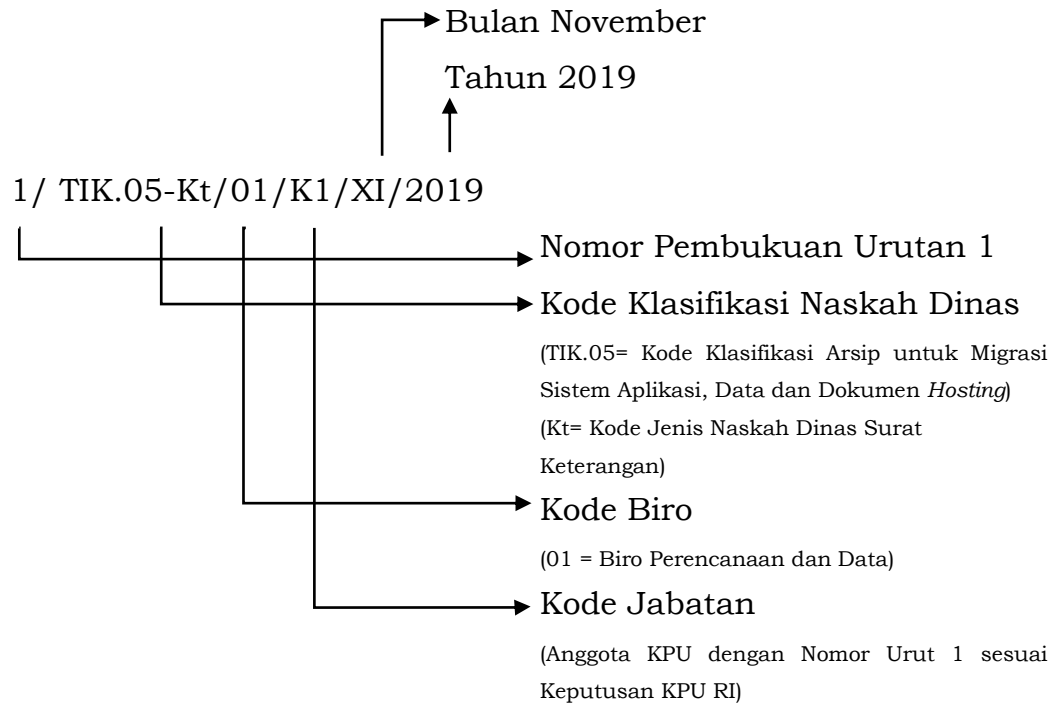 Bulan November
Tahun 2019
1/ TIK.05-Kt/01/K1/XI/2019
Nomor Pembukuan Urutan 1
Kode Klasifikasi Naskah Dinas
(TIK.05= Kode Klasifikasi Arsip untuk Migrasi
Sistem Aplikasi, Data dan Dokumen Hosting)
(Kt= Kode Jenis Naskah Dinas Surat
Keterangan)
Kode Biro
(01 = Biro Perencanaan dan Data)
Kode Jabatan
(Anggota KPU dengan Nomor Urut 1 sesuai
Keputusan KPU RI)